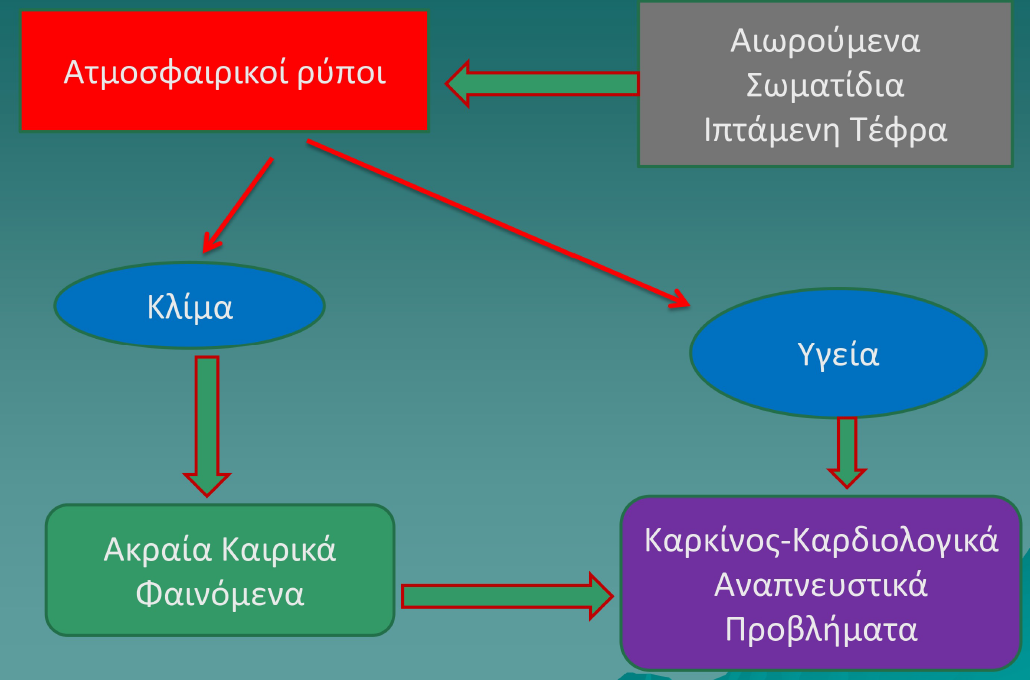 Ατμοσφαιρικοί ρύποι
Αιωρούμενα
Σωματίδια
Ιπτάμενη Τέφρα
Κλίμα
Υγεία
Ακραία Καιρικά
Φαινόμενα
Καρκίνος-Καρδιολογικά
Αναπνευστικά
Προβλήματα